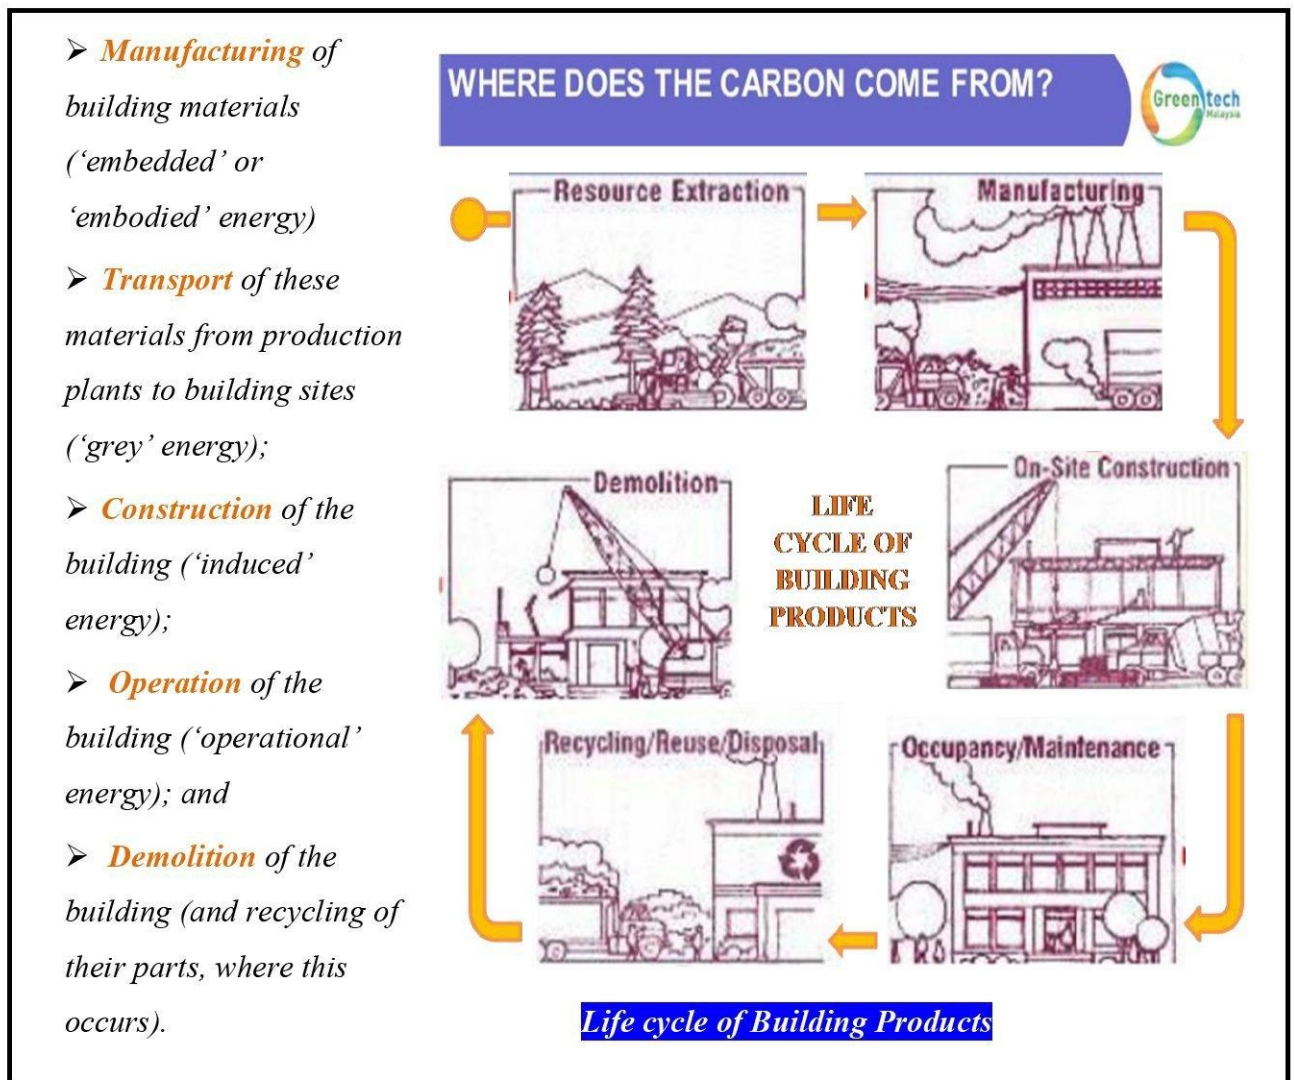 ➢ Manufacturing of
building materials
(‘embedded’ or
‘embodied’ energy)
➢ Transport of these
materials from production
plants to building sites
(‘grey’ energy);
➢ Construction of the
building (‘induced’
energy);
➢ Operation of the
building (‘operational’
energy); and
➢ Demolition of the
building (and recycling of
their parts, where this
occurs).
WHERE DOES THE CARBON COME FROM?
Green tech
Malaysia
Resource Extraction
Manufacturing
Demolition
LIFE
CYCLE OF
BUILDING
PRODUCTS
On-Site Construction
Recycling/Reuse/Disposal
Occupancy/Maintenance
Life cycle of Building Products